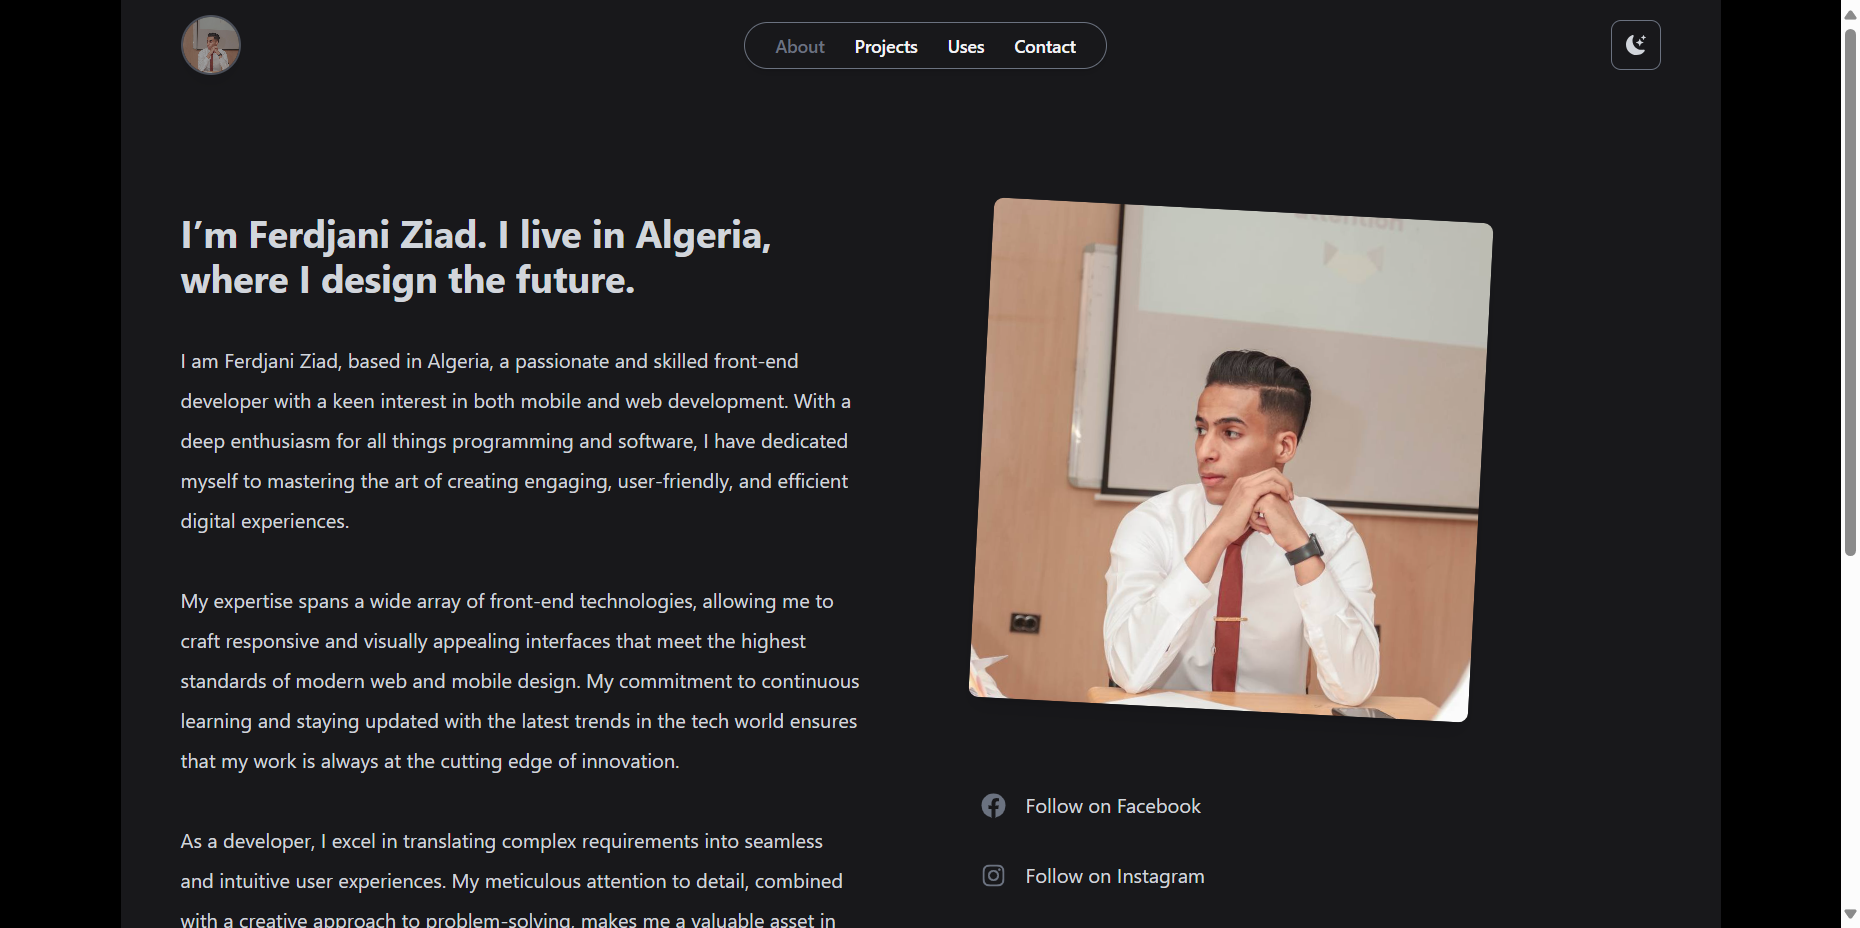 About
Projects
Uses
Contact
I’m Ferdjani Ziad. I live in Algeria,
where I design the future.
I am Ferdjani Ziad, based in Algeria, a passionate and skilled front-end
developer with a keen interest in both mobile and web development. With a
deep enthusiasm for all things programming and software, I have dedicated
myself to mastering the art of creating engaging, user-friendly, and efficient
digital experiences.
My expertise spans a wide array of front-end technologies, allowing me to
craft responsive and visually appealing interfaces that meet the highest
standards of modern web and mobile design. My commitment to continuous
learning and staying updated with the latest trends in the tech world ensures
that my work is always at the cutting edge of innovation.
As a developer, I excel in translating complex requirements into seamless
and intuitive user experiences. My meticulous attention to detail, combined
with a creative approach to problem-solving, makes me a valuable asset in
attention
Follow on Facebook
Follow on Instagram